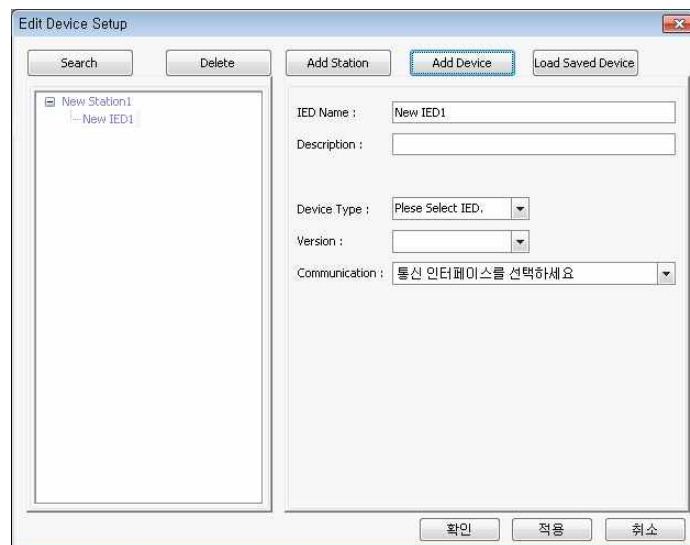 Edit Device Setup
Search Delete Add Station Add Device Load Saved Device
New Station1
New IED1
IED Name : New IED1
Description :
Device Type : Plese Select IED.
Version :
Communication : 통신 인터페이스를 선택하세요
확인 적용 취소